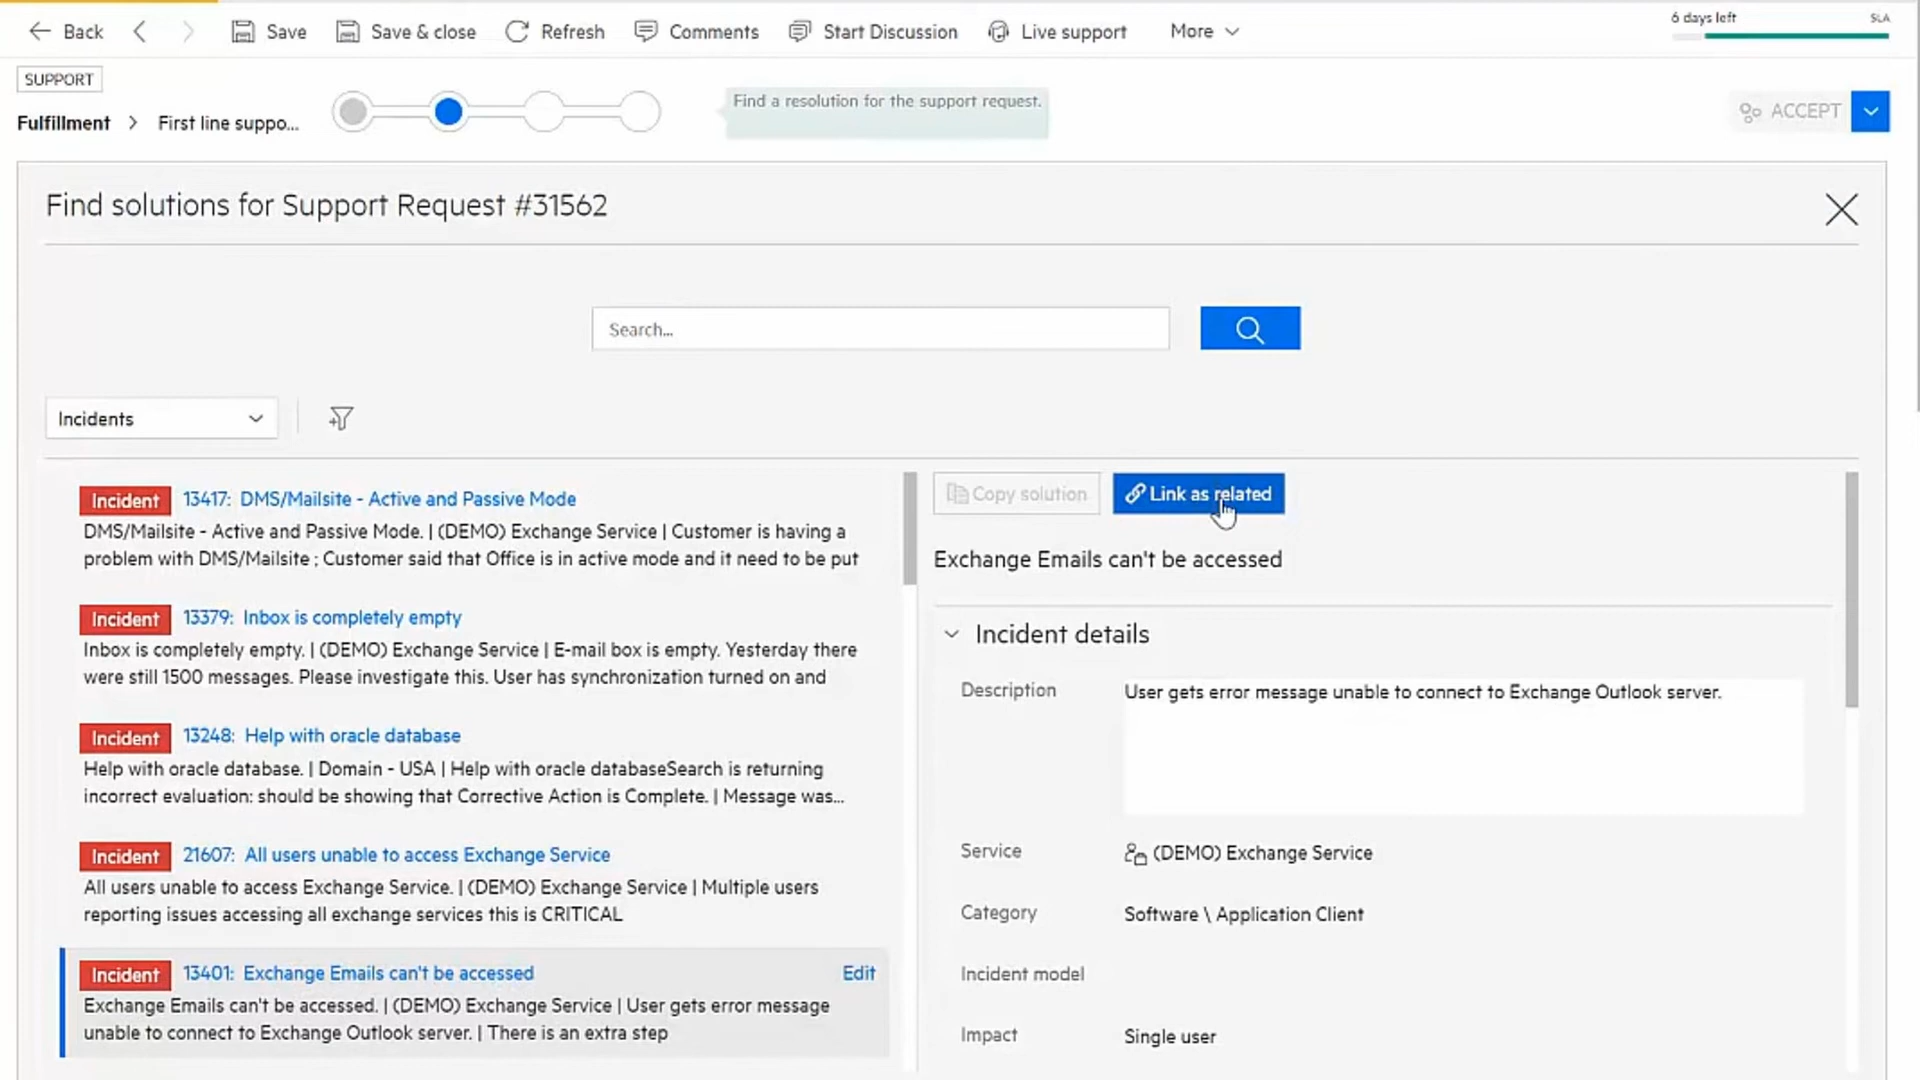 Back
Save
Save & close
Refresh
Comments
Start Discussion
Live support
More
6 days left
SLA
SUPPORT
Fulfillment > First line suppo...
Find a resolution for the support request.
ACCEPT
Find solutions for Support Request #31562
Search...
Incidents
Incident 13417: DMS/Mailsite - Active and Passive Mode
DMS/Mailsite - Active and Passive Mode. | (DEMO) Exchange Service | Customer is having a
problem with DMS/Mailsite ; Customer said that Office is in active mode and it need to be put
Incident 13379: Inbox is completely empty
Inbox is completely empty. | (DEMO) Exchange Service | E-mail box is empty. Yesterday there
were still 1500 messages. Please investigate this. User has synchronization turned on and
Incident 13248: Help with oracle database
Help with oracle database. | Domain - USA | Help with oracle databaseSearch is returning
incorrect evaluation: should be showing that Corrective Action is Complete. | Message was...
Incident 21607: All users unable to access Exchange Service
All users unable to access Exchange Service. | (DEMO) Exchange Service | Multiple users
reporting issues accessing all exchange services this is CRITICAL
Incident 13401: Exchange Emails can't be accessed
Edit
Exchange Emails can't be accessed. | (DEMO) Exchange Service | User gets error message
unable to connect to Exchange Outlook server. | There is an extra step
Copy solution
Link as related
Exchange Emails can't be accessed
Incident details
Description
User gets error message unable to connect to Exchange Outlook server.
Service
(DEMO) Exchange Service
Category
Software \ Application Client
Incident model
Impact
Single user